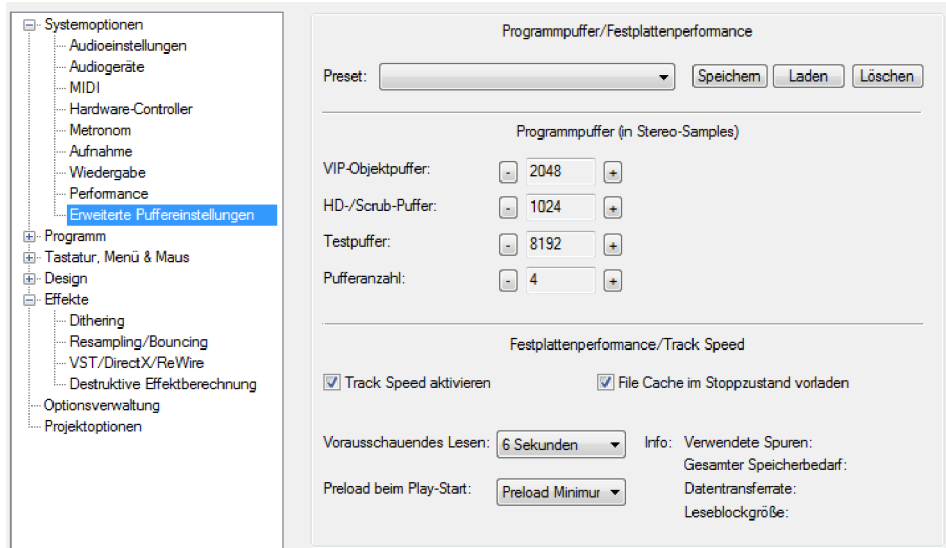 Systemoptionen
Audioeinstellungen
Audiogeräte
MIDI
Hardware-Controller
Metronom
Aufnahme
Wiedergabe
Performance
Erweiterte Puffereinstellungen
Programm
Tastatur, Menü & Maus
Design
Effekte
Dithering
Resampling/Bouncing
VST/DirectX/ReWire
Destruktive Effektberechnung
Optionsverwaltung
Projektoptionen
Programmpuffer/Festplattenperformance
Preset: Speichern Laden Löschen
Programmpuffer (in Stereo-Samples)
VIP-Objektpuffer: - 2048 +
HD-/Scrub-Puffer: - 1024 +
Testpuffer: - 8192 +
Pufferanzahl: - 4 +
Festplattenperformance/Track Speed
Track Speed aktivieren File Cache im Stoppzustand vorladen
Vorausschauendes Lesen: 6 Sekunden Info: Verwendete Spuren:
Gesamter Speicherbedarf:
Preload beim Play-Start: Preload Minimur Datentransferrate:
Leseblockgröße: